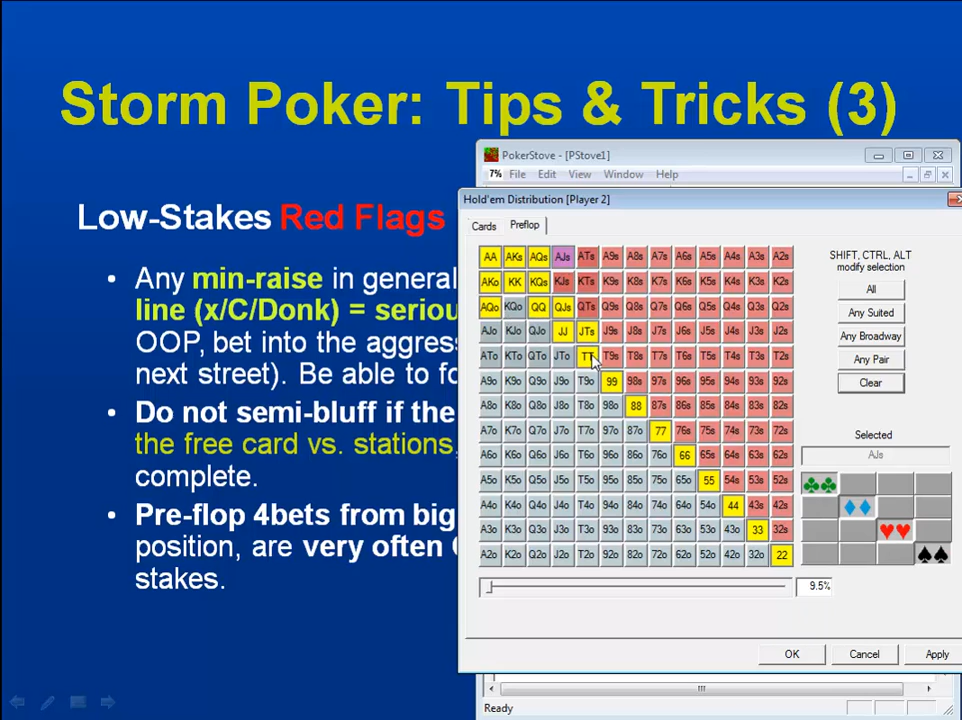 Storm Poker: Tips & Tricks (3)
PokerStove - [PStove1]
7% File Edit View Window Help
Hold'em Distribution [Player 2]
Cards Preflop
Low-Stakes Red Flags
• Any min-raise in general
line (x/C/Donk) = seriou
OOP, bet into the aggress
next street). Be able to fo
• Do not semi-bluff if the
the free card vs. stations,
complete.
• Pre-flop 4bets from big
position, are very often
stakes.
AA AKs AQs AJs ATs A9s A8s A7s A6s A5s A4s A3s A2s
AKo KK KQs KJs KTs K9s K8s K7s K6s K5s K4s K3s K2s
AQo KQo QQ QJs QTs Q9s Q8s Q7s Q6s Q5s Q4s Q3s Q2s
AJo KJo QJo JJ JTs J9s J8s J7s J6s J5s J4s J3s J2s
ATo KTo QTo JTo TT T9s T8s T7s T6s T5s T4s T3s T2s
A9o K9o Q9o J9o T9o 99 98s 97s 96s 95s 94s 93s 92s
A8o K8o Q8o J8o T8o 98o 88 87s 86s 85s 84s 83s 82s
A7o K7o Q7o J7o T7o 97o 87o 77 76s 75s 74s 73s 72s
A6o K6o Q6o J6o T6o 96o 86o 76o 66 65s 64s 63s 62s
A5o K5o Q5o J5o T5o 95o 85o 75o 65o 55 54s 53s 52s
A4o K4o Q4o J4o T4o 94o 84o 74o 64o 54o 44 43s 42s
A3o K3o Q3o J3o T3o 93o 83o 73o 63o 53o 43o 33 32s
A2o K2o Q2o J2o T2o 92o 82o 72o 62o 52o 42o 32o 22
9.5%
SHIFT, CTRL, ALT
modify selection
All
Any Suited
Any Broadway
Any Pair
Clear
Selected
AJs
OK Cancel Apply
Ready